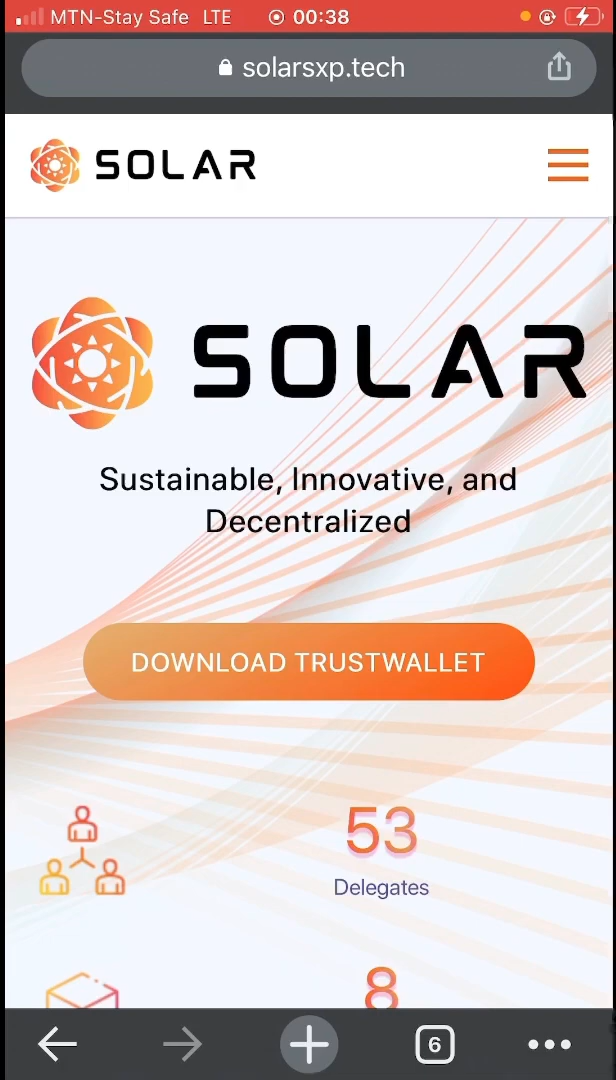 MTN-Stay Safe LTE 00:38
solarsxp.tech
SOLAR
SOLAR
Sustainable, Innovative, and
Decentralized
DOWNLOAD TRUSTWALLET
53
Delegates
8
6